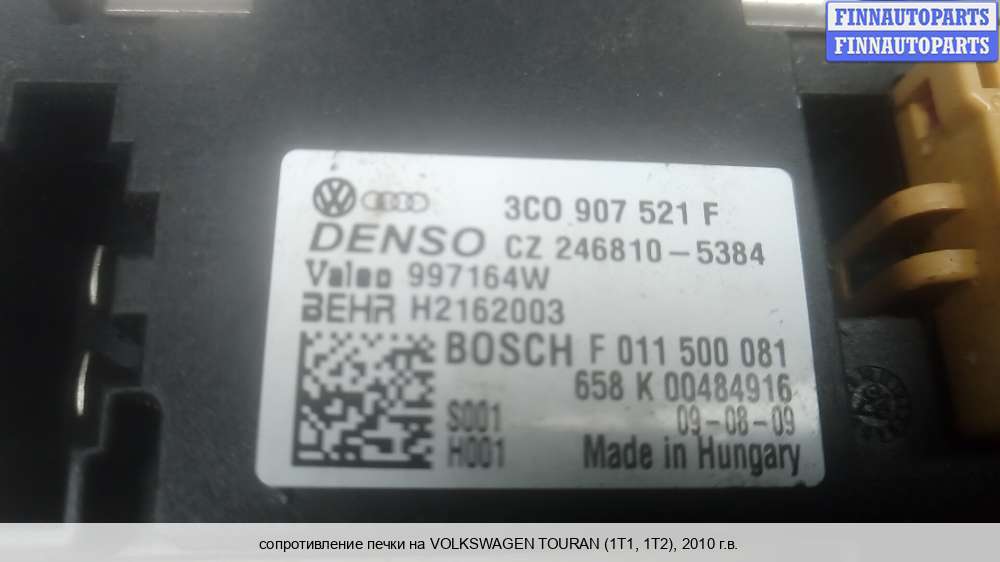 FINNAUTOPARTS
FINNAUTOPARTS
3C0 907 521 F
DENSO CZ 246810-5384
Valeo 997164W
BEHR H2162003
BOSCH F 011 500 081
658 K 00484916
S001 09-08-09
H001 Made in Hungary
сопротивление печки на VOLKSWAGEN TOURAN (1T1, 1T2), 2010 г.в.